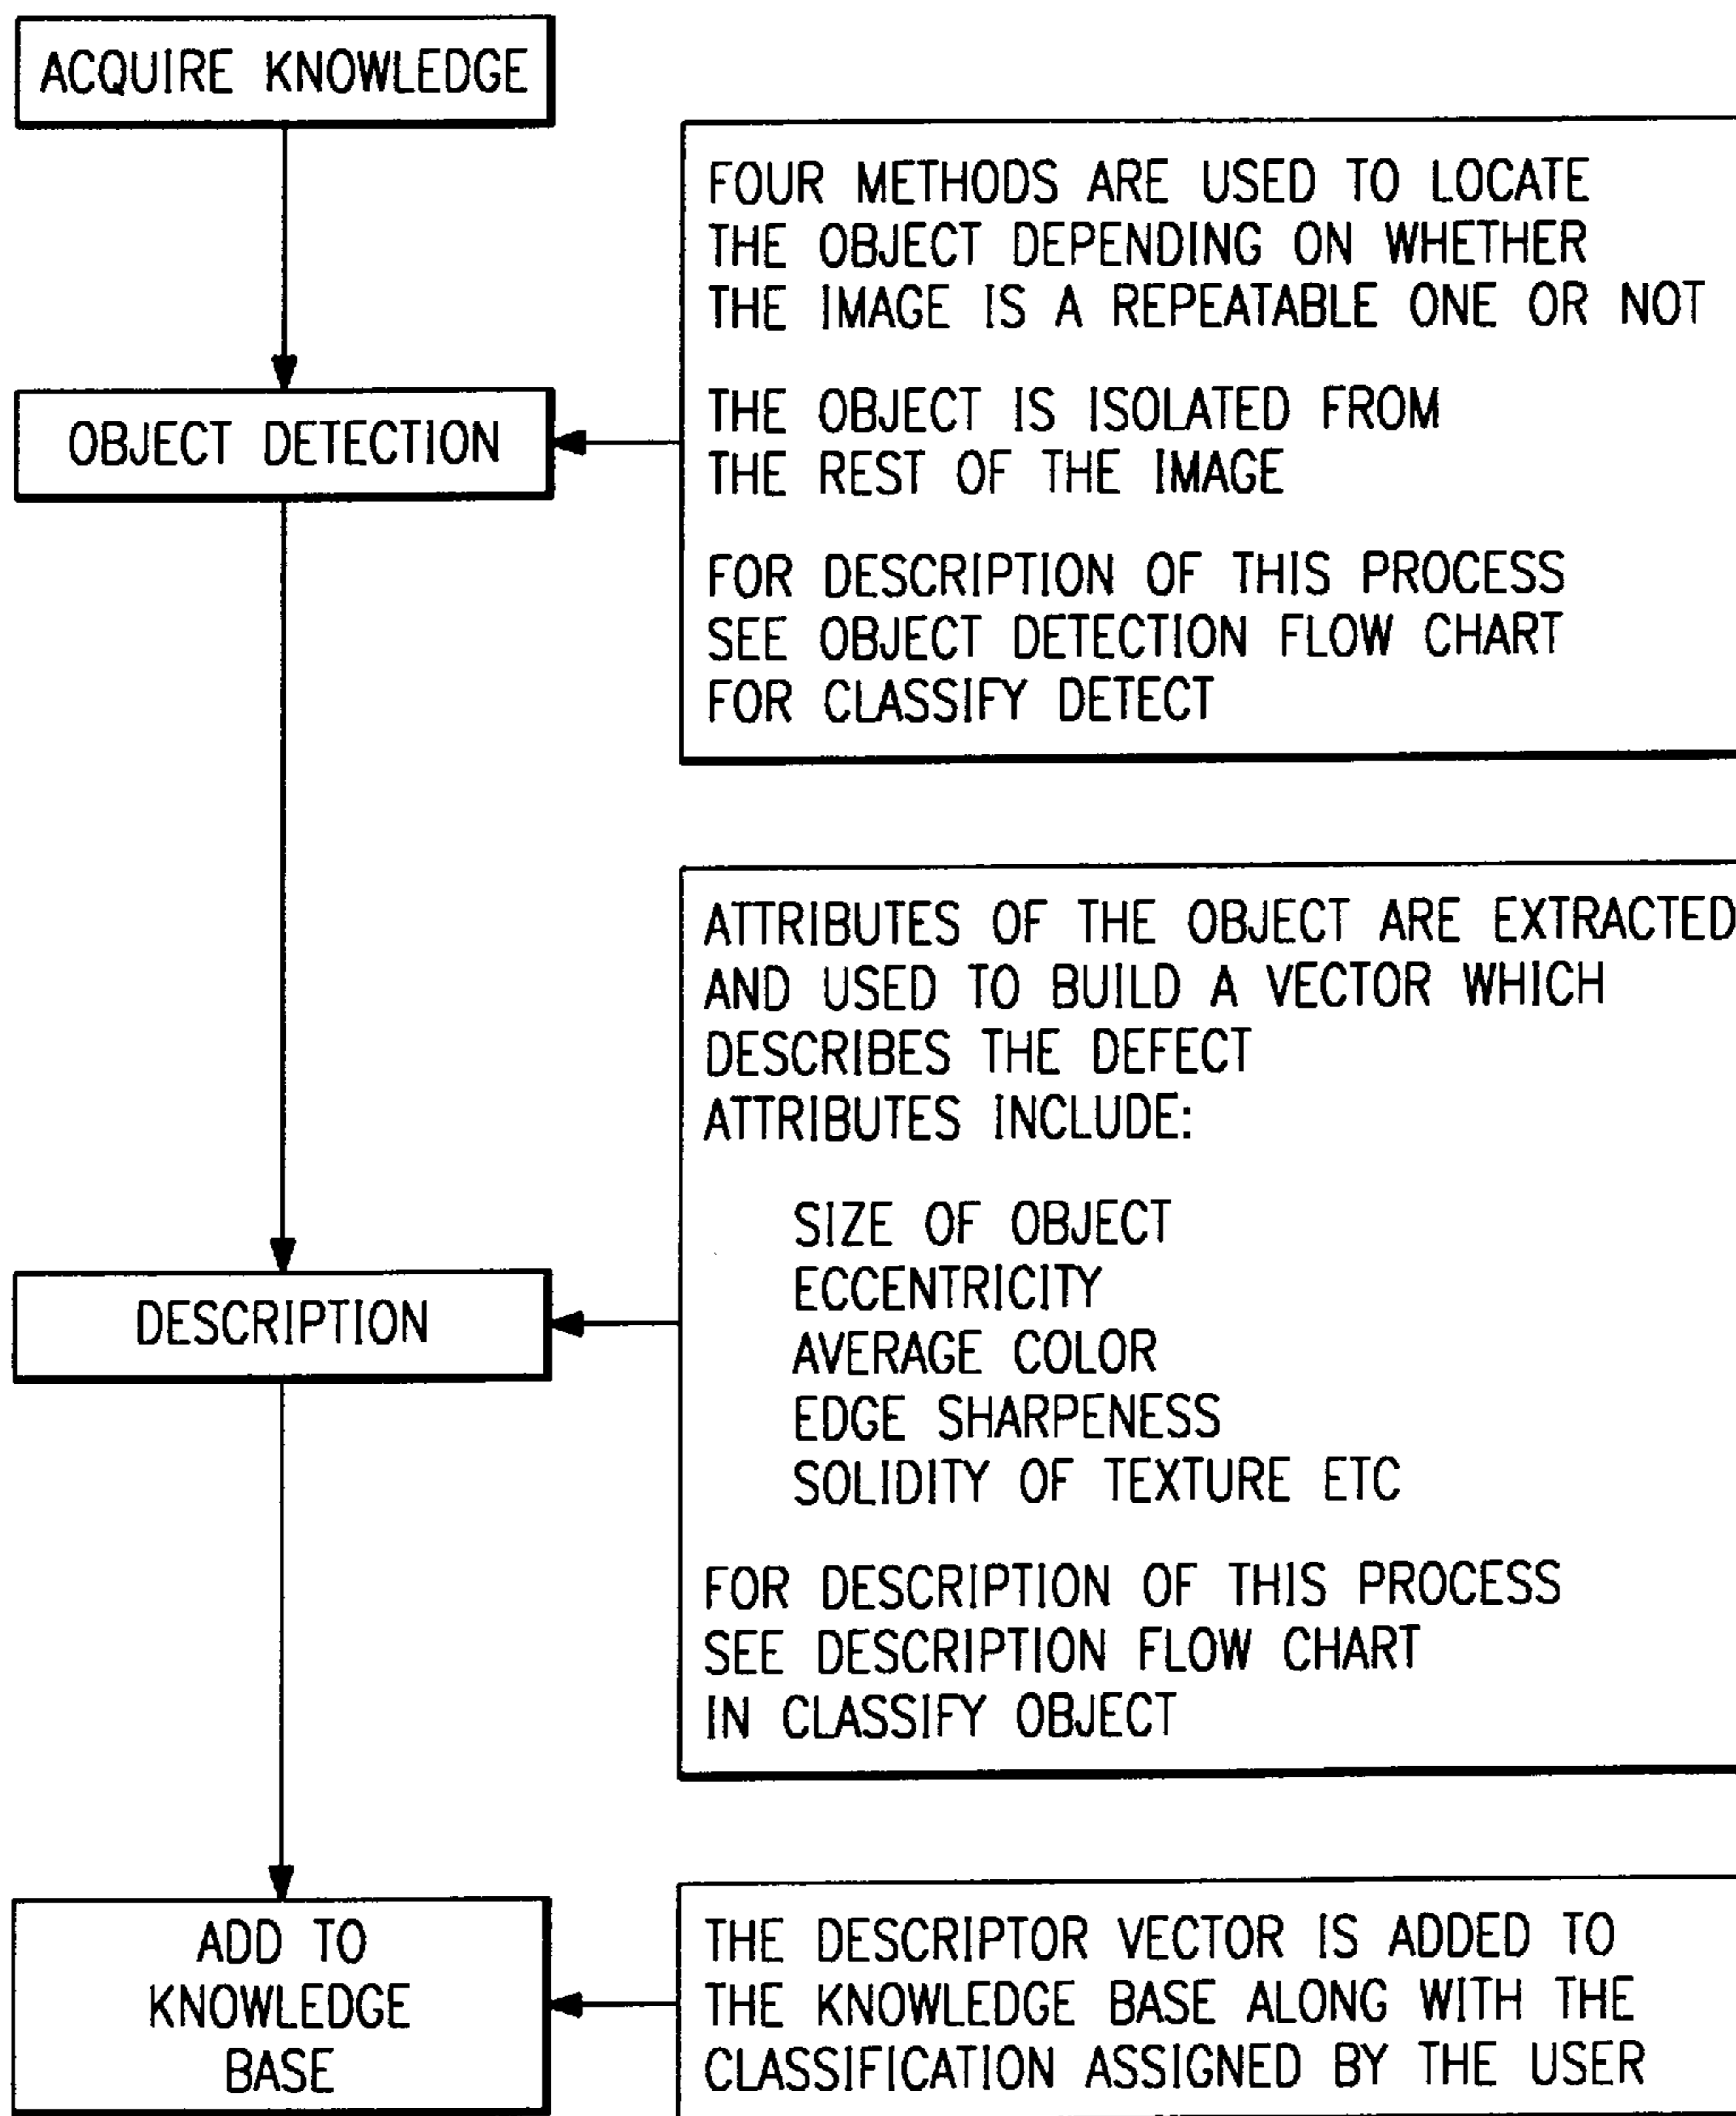 ACQUIRE KNOWLEDGE
FOUR METHODS ARE USED TO LOCATE
THE OBJECT DEPENDING ON WHETHER
THE IMAGE IS A REPEATABLE ONE OR NOT
THE OBJECT IS ISOLATED FROM
THE REST OF THE IMAGE
FOR DESCRIPTION OF THIS PROCESS
SEE OBJECT DETECTION FLOW CHART
FOR CLASSIFY DETECT
OBJECT DETECTION
ATTRIBUTES OF THE OBJECT ARE EXTRACTED
AND USED TO BUILD A VECTOR WHICH
DESCRIBES THE DEFECT
ATTRIBUTES INCLUDE:
SIZE OF OBJECT
ECCENTRICITY
AVERAGE COLOR
EDGE SHARPENESS
SOLIDITY OF TEXTURE ETC
FOR DESCRIPTION OF THIS PROCESS
SEE DESCRIPTION FLOW CHART
IN CLASSIFY OBJECT
DESCRIPTION
ADD TO
KNOWLEDGE
BASE
THE DESCRIPTOR VECTOR IS ADDED TO
THE KNOWLEDGE BASE ALONG WITH THE
CLASSIFICATION ASSIGNED BY THE USER